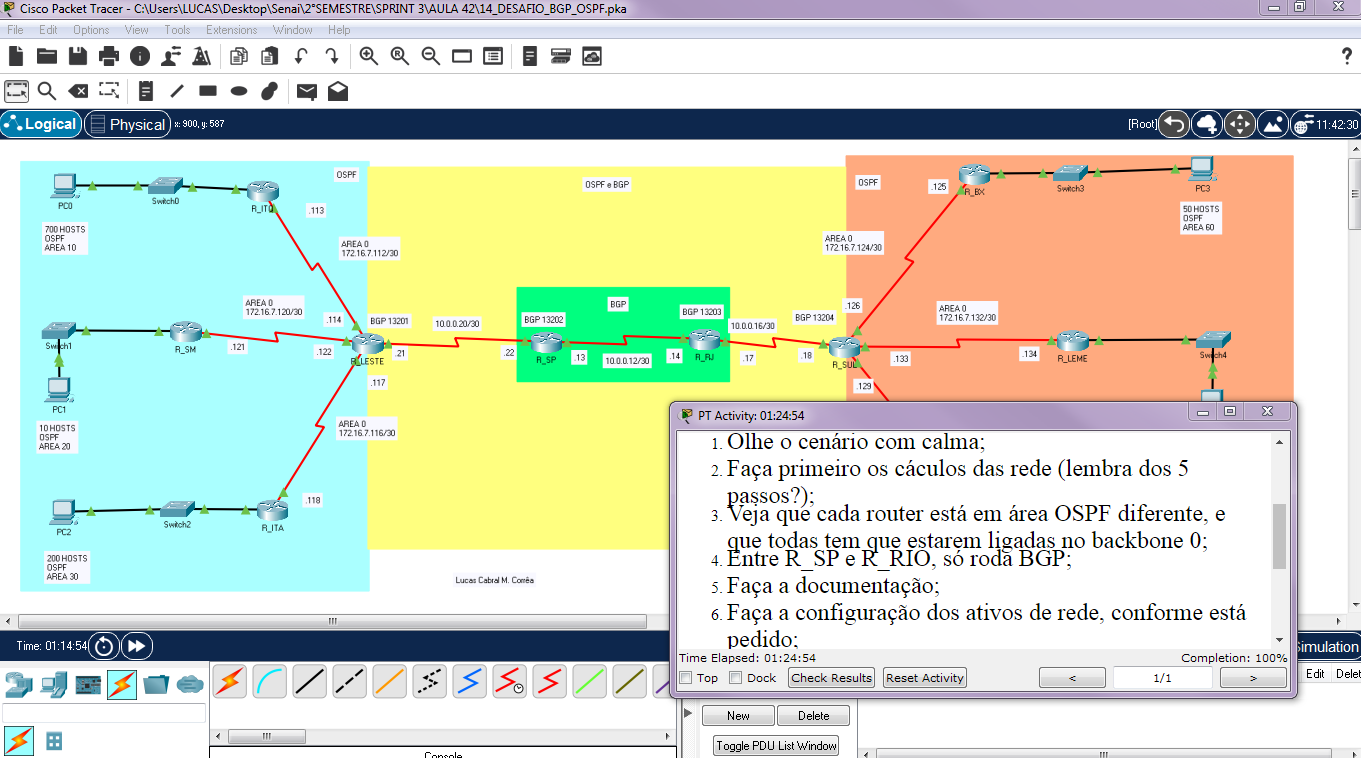 Cisco Packet Tracer - C:\Users\LUCAS\Desktop\Senai\2°SEMESTRE\SPRINT 3\AULA 42\14_DESAFIO_BGP_OSPF.pka
File Edit Options View Tools Extensions Window Help
?
Logical Physical x: 900, y: 587 [Root] 11:42:30
OSPF
OSPF e BGP
OSPF
PC0
Switch0
R_ITQ
.113
700 HOSTS
OSPF
AREA 10
AREA 0
172.16.7.112/30
.125
R_BX
Switch3
PC3
50 HOSTS
OSPF
AREA 60
AREA 0
172.16.7.124/30
AREA 0
172.16.7.120/30
.114
BGP 13201
10.0.0.20/30
BGP 13202
BGP
BGP 13203
10.0.0.16/30
BGP 13204
.126
AREA 0
172.16.7.132/30
Switch1
R_SM
.121
.122
R_LESTE
.21
.22
R_SP
.13
10.0.0.12/30
.14
R_RJ
.17
.18
R_SUL
.133
.134
R_LEME
Switch4
.117
.129
PC1
10 HOSTS
OSPF
AREA 20
AREA 0
172.16.7.116/30
.118
PC2
Switch2
R_ITA
200 HOSTS
OSPF
AREA 30
Lucas Cabral M. Corrêa
PT Activity: 01:24:54
1. Olhe o cenário com calma;
2. Faça primeiro os cáculos das rede (lembra dos 5
passos?);
3. Veja que cada router está em área OSPF diferente, e
que todas tem que estarem ligadas no backbone 0;
4. Entre R_SP e R_RIO, só roda BGP;
5. Faça a documentação;
6. Faça a configuração dos ativos de rede, conforme está
pedido;
Time Elapsed: 01:24:54 Completion: 100%
Top Dock Check Results Reset Activity < 1/1 >
Time: 01:14:54
Simulation
Edit Delet
New Delete
Toggle PDU List Window
Console